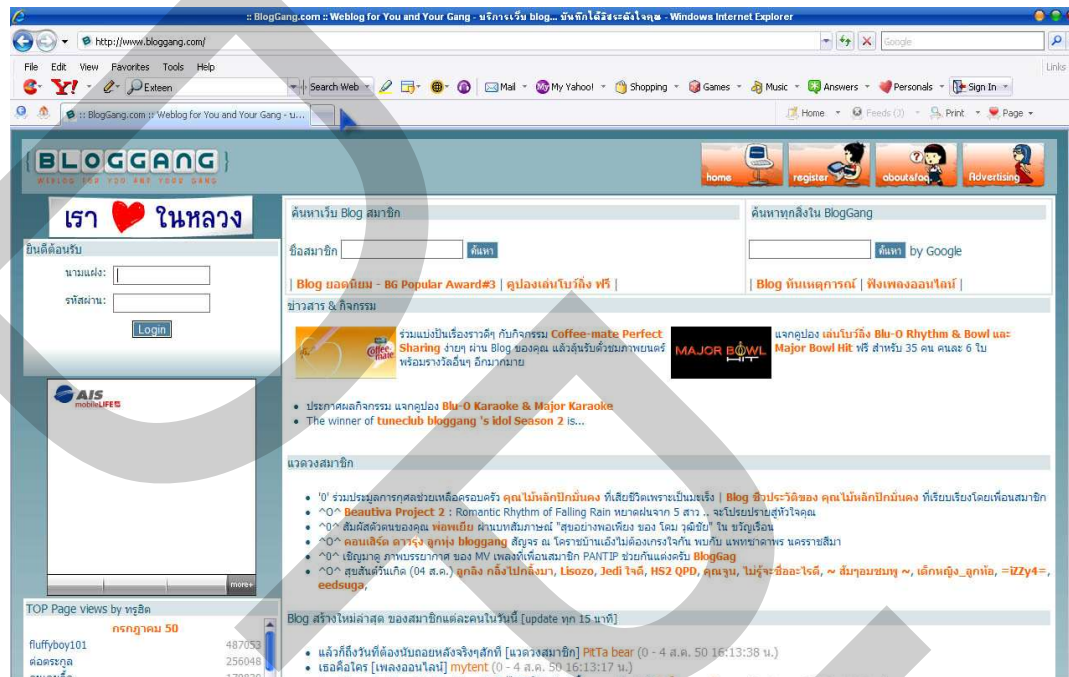 :: BlogGang.com :: Weblog for You and Your Gang - บริการเว็บ blog... บันทึกได้อิสระดังใจคุณ - Windows Internet Explorer
http://www.bloggang.com/
Google
File Edit View Favorites Tools Help
Links
Y! Exteen Search Web Mail My Yahoo! Shopping Games Music Answers Personals Sign In
:: BlogGang.com :: Weblog for You and Your Gang - บ... Home Feeds (J) Print Page
{BLOGGANG}
WEBLOG FOR YOU AND YOUR GANG
home register about&faq Advertising
เรา ในหลวง
ยินดีต้อนรับ
นามแฝง:
รหัสผ่าน:
Login
ค้นหาเว็บ Blog สมาชิก
ชื่อสมาชิก ค้นหา
| Blog ยอดนิยม - BG Popular Award#3 | คูปองเล่นโบว์ลิ่ง ฟรี |
ค้นหาทุกสิ่งใน BlogGang
ค้นหา by Google
| Blog ทันเหตุการณ์ | ฟังเพลงออนไลน์ |
ข่าวสาร & กิจกรรม
Coffee-mate
ร่วมแบ่งปันเรื่องราวดีๆ กับกิจกรรม Coffee-mate Perfect
Sharing ง่ายๆ ผ่าน Blog ของคุณ แล้วลุ้นรับตั๋วชมภาพยนตร์
พร้อมรางวัลอื่นๆ อีกมากมาย
MAJOR BOWL
HIT
แจกคูปอง เล่นโบว์ลิ่ง Blu-O Rhythm & Bowl และ
Major Bowl Hit ฟรี สำหรับ 35 คน คนละ 6 ใบ
• ประกาศผลกิจกรรม แจกคูปอง Blu-O Karaoke & Major Karaoke
• The winner of tuneclub bloggang 's idol Season 2 is...
แวดวงสมาชิก
• '0' ร่วมประมูลการกุศลช่วยเหลือครอบครัว คุณไม้หลักปักมั่นคง ที่เสียชีวิตเพราะเป็นมะเร็ง | Blog ชีวประวัติของ คุณไม้หลักปักมั่นคง ที่เรียบเรียงโดยเพื่อนสมาชิก
• ^O^ Beautiva Project 2 : Romantic Rhythm of Falling Rain หยาดฝนจาก 5 สาว .. จะโปรยปรายสู่หัวใจคุณ
• ^0^ สัมผัสตัวตนของคุณ พ่อพเยีย ผ่านบทสัมภาษณ์ "สุขอย่างพอเพียง ของ โดม วุฒิชัย" ใน ขวัญเรือน
• ^O^ คอนเสิร์ต ดาวรุ่ง ลูกทุ่ง bloggang สัญจร ณ โคราชบ้านเอ็งไม่ต้องเกรงใจกัน พบกับ แพทชาดาพร นครราชสีมา
• ^0^ เชิญมาดู ภาพบรรยากาศ ของ MV เพลงที่เพื่อนสมาชิก PANTIP ช่วยกันแต่งครับ BlogGag
• ^O^ สุขสันต์วันเกิด (04 ส.ค.) ลูกลิง กลิ้งไปกลิ้งมา, Lisozo, Jedi ใจดี, HS2 QPD, คุณจูน, ไม่รู้จะชื่ออะไรดี, ~ ส้มๆอมชมพู ~, เด็กหญิง_ลูกท้อ, =iZZy4=,
eedsuga,
AIS
mobileLIFE
more+
TOP Page views by ทรูฮิต
กรกฎาคม 50
fluffyboy101 487053
ต่อตระกูล 256048
Blog สร้างใหม่ล่าสุด ของสมาชิกแต่ละคนในวันนี้ [update ทุก 15 นาที]
• แล้วก็ถึงวันที่ต้องนับถอยหลังจริงๆสักที [แวดวงสมาชิก] PitTa bear (0 - 4 ส.ค. 50 16:13:38 น.)
• เธอคือใคร [เพลงออนไลน์] mytent (0 - 4 ส.ค. 50 16:13:17 น.)